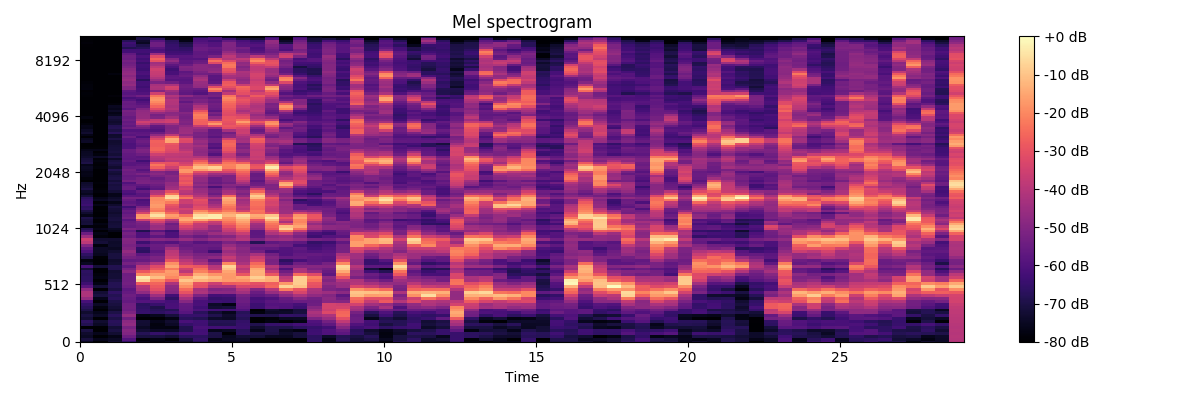 Mel spectrogram
Hz
8192
4096
2048
1024
512
0
0 5 10 15 20 25
Time
+0 dB
-10 dB
-20 dB
-30 dB
-40 dB
-50 dB
-60 dB
-70 dB
-80 dB